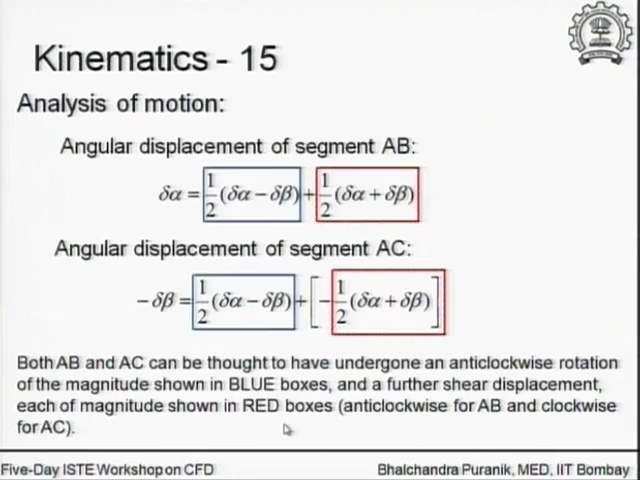 Kinematics - 15
Analysis of motion:
Angular displacement of segment AB:
δα = 1/2 (δα − δβ) + 1/2 (δα + δβ)
Angular displacement of segment AC:
−δβ = 1/2 (δα − δβ) + [−1/2 (δα + δβ)]
Both AB and AC can be thought to have undergone an anticlockwise rotation
of the magnitude shown in BLUE boxes, and a further shear displacement,
each of magnitude shown in RED boxes (anticlockwise for AB and clockwise
for AC).
Five-Day ISTE Workshop on CFD
Bhalchandra Puranik, MED, IIT Bombay